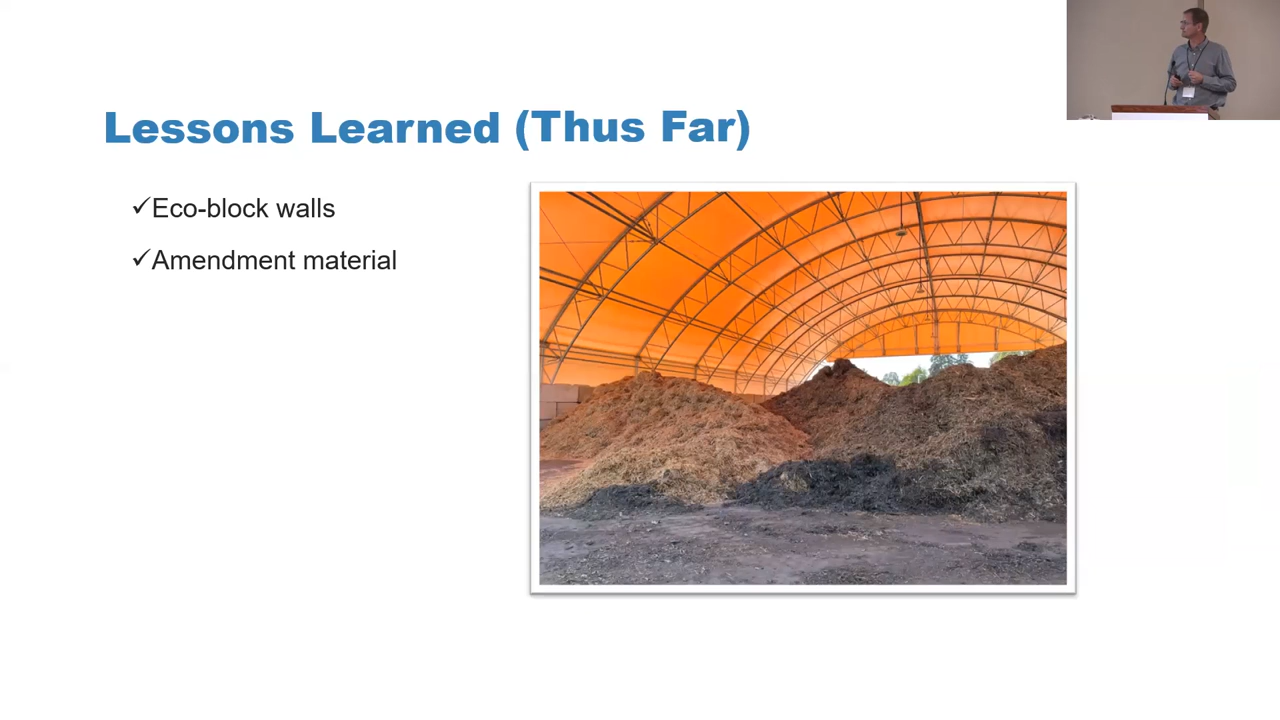 Lessons Learned (Thus Far)
✓Eco-block walls
✓Amendment material